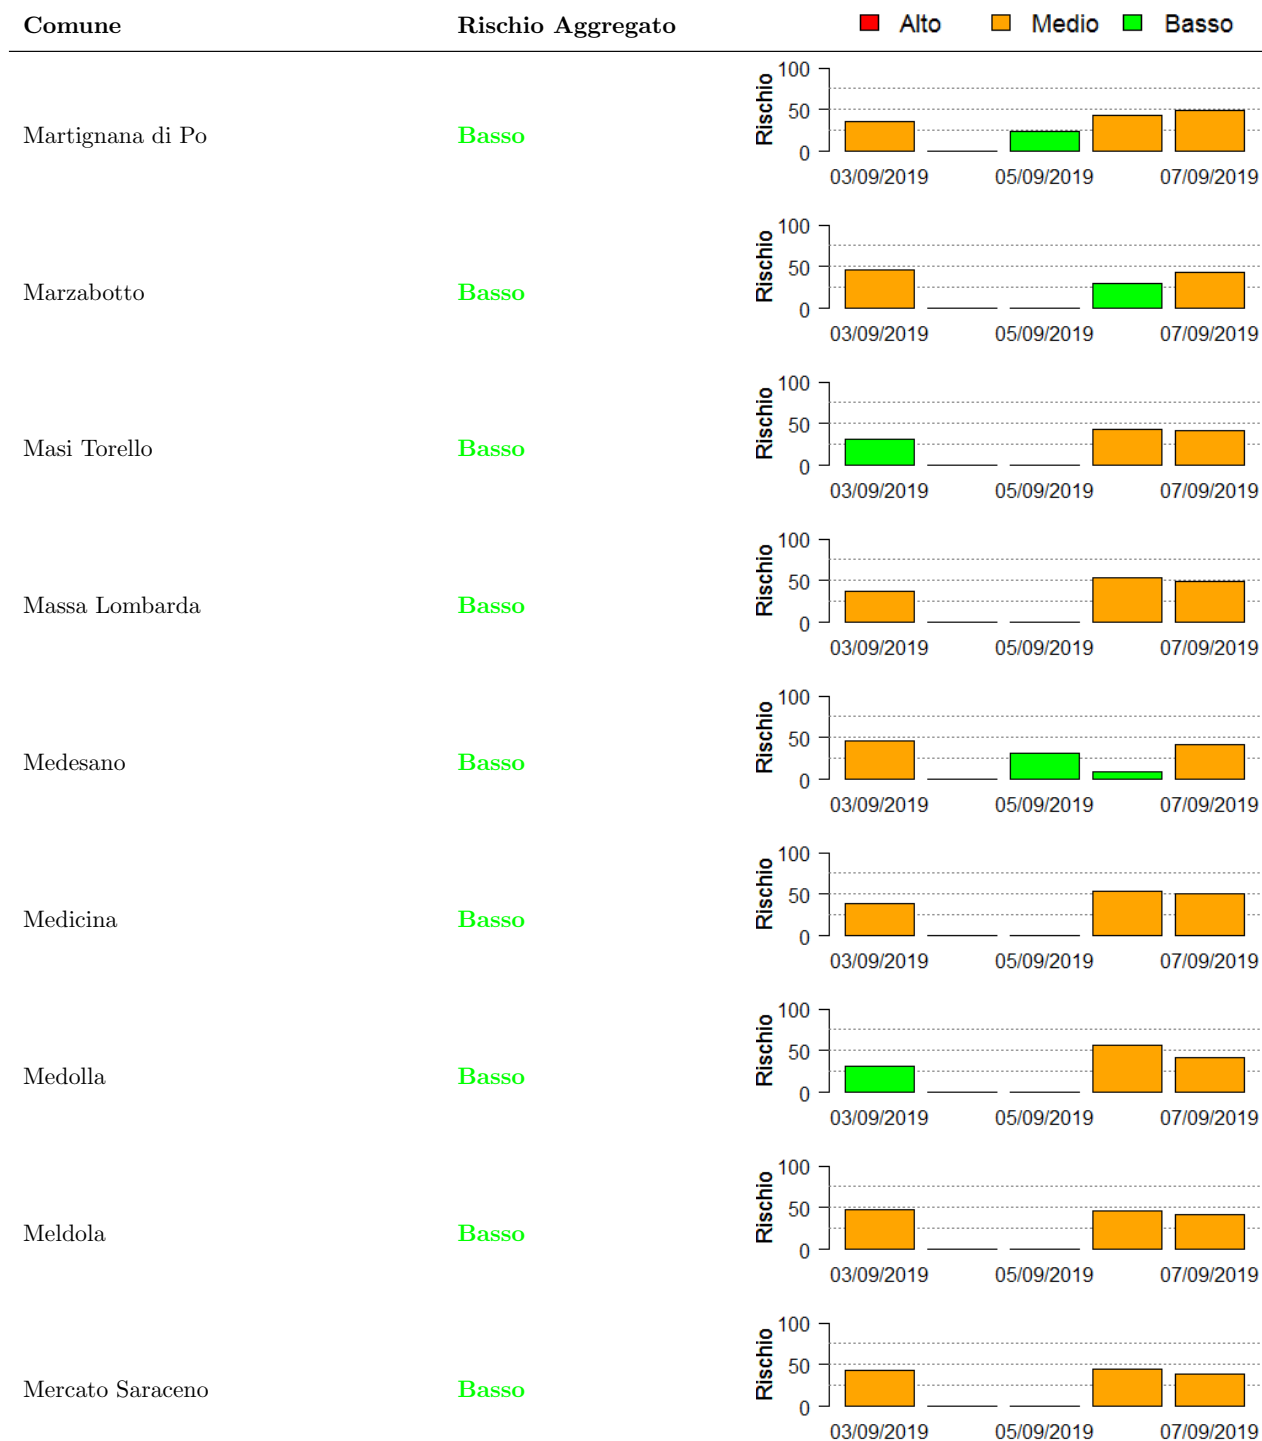 Comune Rischio Aggregato Alto Medio Basso
100
50
0
Rischio
Martignana di Po Basso
03/09/2019 05/09/2019 07/09/2019
100
50
0
Rischio
Marzabotto Basso
03/09/2019 05/09/2019 07/09/2019
100
50
0
Rischio
Masi Torello Basso
03/09/2019 05/09/2019 07/09/2019
100
50
0
Rischio
Massa Lombarda Basso
03/09/2019 05/09/2019 07/09/2019
100
50
0
Rischio
Medesano Basso
03/09/2019 05/09/2019 07/09/2019
100
50
0
Rischio
Medicina Basso
03/09/2019 05/09/2019 07/09/2019
100
50
0
Rischio
Medolla Basso
03/09/2019 05/09/2019 07/09/2019
100
50
0
Rischio
Meldola Basso
03/09/2019 05/09/2019 07/09/2019
100
50
0
Rischio
Mercato Saraceno Basso
03/09/2019 05/09/2019 07/09/2019